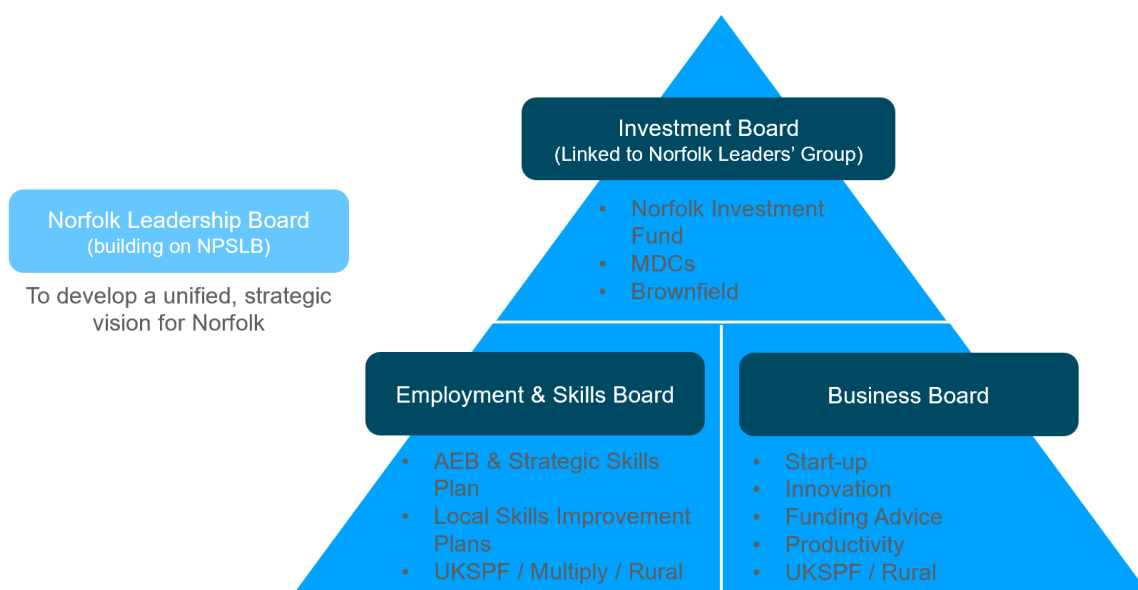 Investment Board
(Linked to Norfolk Leaders’ Group)
Norfolk Leadership Board
(building on NPSLB)
To develop a unified, strategic
vision for Norfolk
• Norfolk Investment
Fund
• MDCs
• Brownfield
Employment & Skills Board
• AEB & Strategic Skills
Plan
• Local Skills Improvement
Plans
• UKSPF / Multiply / Rural
Business Board
• Start-up
• Innovation
• Funding Advice
• Productivity
• UKSPF / Rural